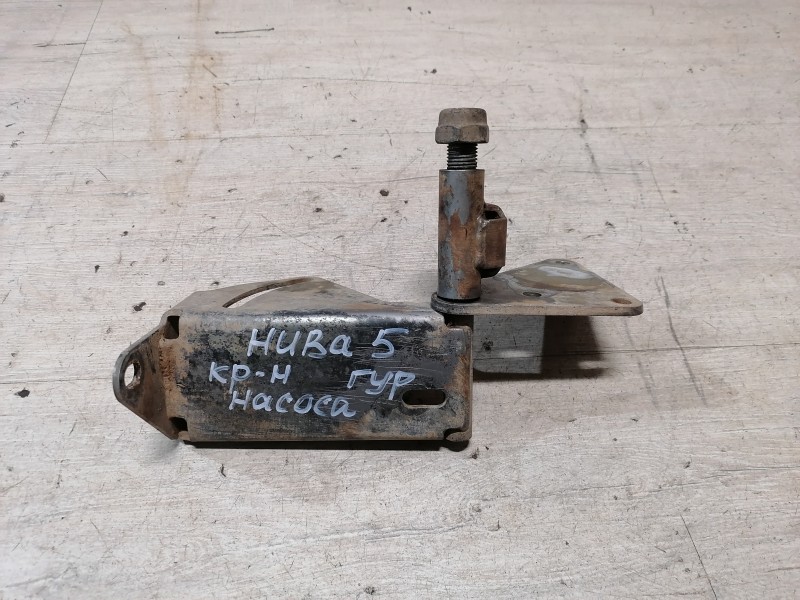 Нива 5
кр-н гур
насоса